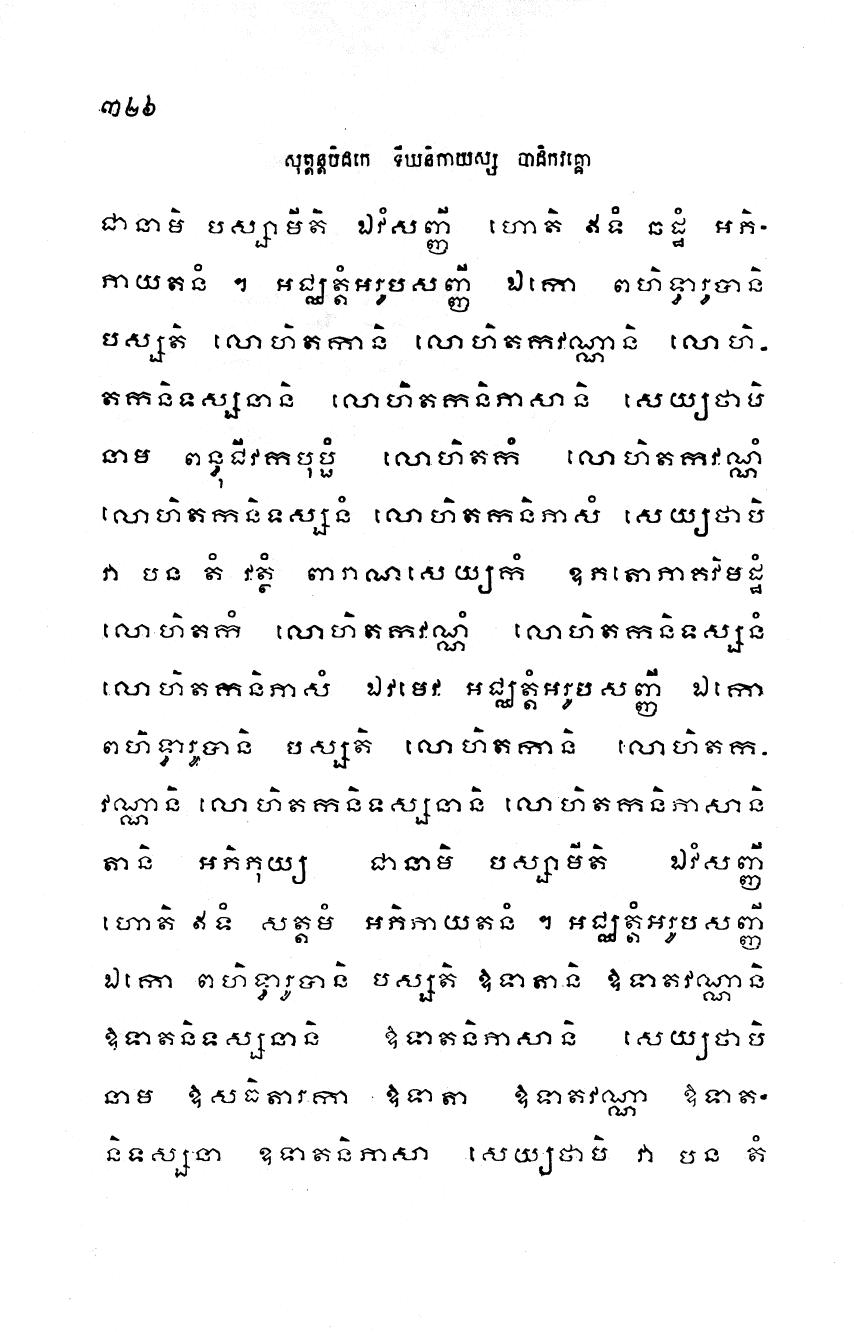 ៣២៦
សុត្តន្តបិដកេ ទីឃនិកាយស្ស បាដិកវគ្គោ
ជានាមិ បស្សាមីតិ ឯវំសញ្ញី ហោតិ ឥទំ ឆដ្ឋំ អភិ-
ភាយតនំ ។ អជ្ឈត្តំអរូបសញ្ញី ឯកោ ពហិទ្ធារូបានិ
បស្សតិ លោហិតកានិ លោហិតកវណ្ណានិ លោហិ-
តកនិទស្សនានិ លោហិតកនិភាសានិ សេយ្យថាបិ
នាម ពន្ធុជីវកបុប្ផំ លោហិតកំ លោហិតកវណ្ណំ
លោហិតកនិទស្សនំ លោហិតកនិភាសំ សេយ្យថាបិ
វា បន តំ វត្ថំ ពារាណសេយ្យកំ ឧភតោភាគវិមដ្ឋំ
លោហិតកំ លោហិតកវណ្ណំ លោហិតកនិទស្សនំ
លោហិតកនិភាសំ ឯវមេវ អជ្ឈត្តំអរូបសញ្ញី ឯកោ
ពហិទ្ធារូបានិ បស្សតិ លោហិតកានិ លោហិតក-
វណ្ណានិ លោហិតកនិទស្សនានិ លោហិតកនិភាសានិ
តានិ អភិភុយ្យ ជានាមិ បស្សាមីតិ ឯវំសញ្ញី
ហោតិ ឥទំ សត្តមំ អភិភាយតនំ ។ អជ្ឈត្តំអរូបសញ្ញី
ឯកោ ពហិទ្ធារូបានិ បស្សតិ ឱទាតានិ ឱទាតវណ្ណានិ
ឱទាតនិទស្សនានិ ឱទាតនិភាសានិ សេយ្យថាបិ
នាម ឱសធិតារកា ឱទាតា ឱទាតវណ្ណា ឱទាត-
និទស្សនា ឱទាតនិភាសា សេយ្យថាបិ វា បន តំ